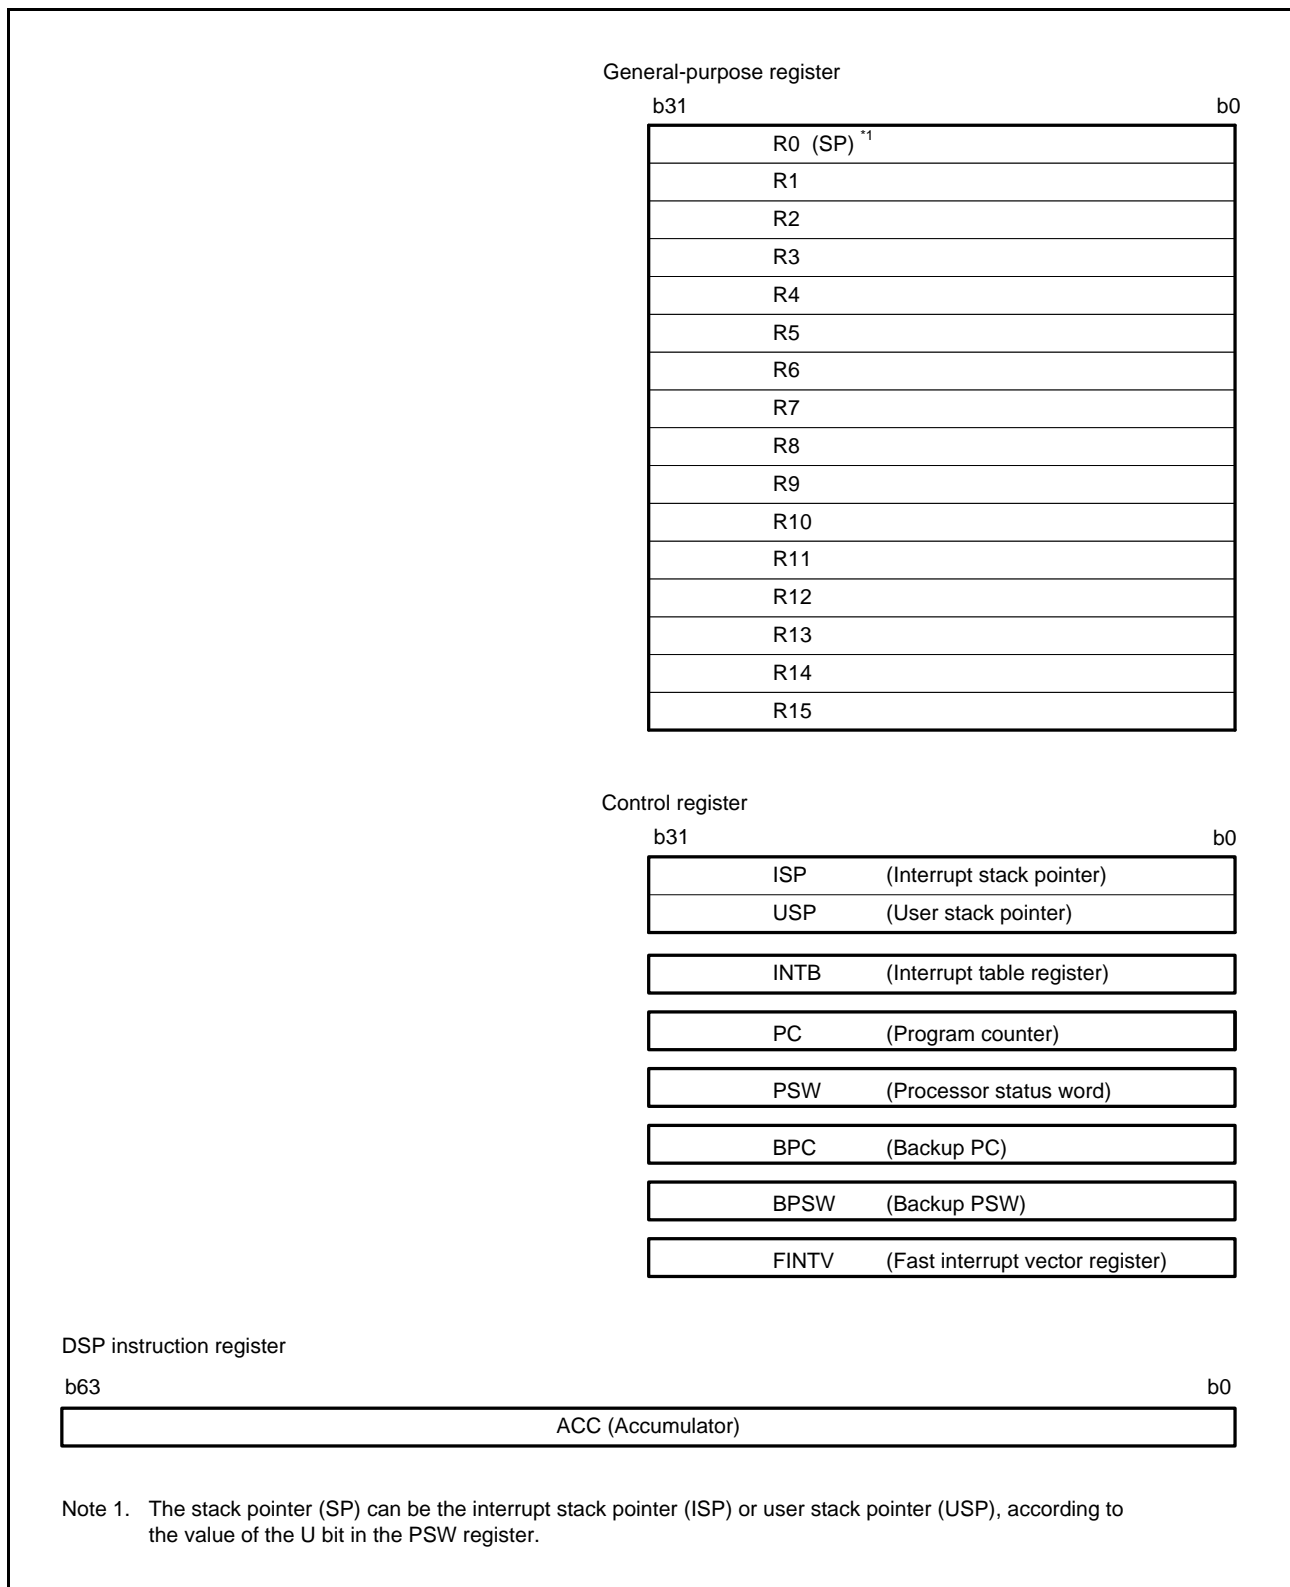 General-purpose register
b31 b0
R0 (SP) *1
R1
R2
R3
R4
R5
R6
R7
R8
R9
R10
R11
R12
R13
R14
R15
Control register
b31 b0
ISP (Interrupt stack pointer)
USP (User stack pointer)
INTB (Interrupt table register)
PC (Program counter)
PSW (Processor status word)
BPC (Backup PC)
BPSW (Backup PSW)
FINTV (Fast interrupt vector register)
DSP instruction register
b63 b0
ACC (Accumulator)
Note 1. The stack pointer (SP) can be the interrupt stack pointer (ISP) or user stack pointer (USP), according to
the value of the U bit in the PSW register.